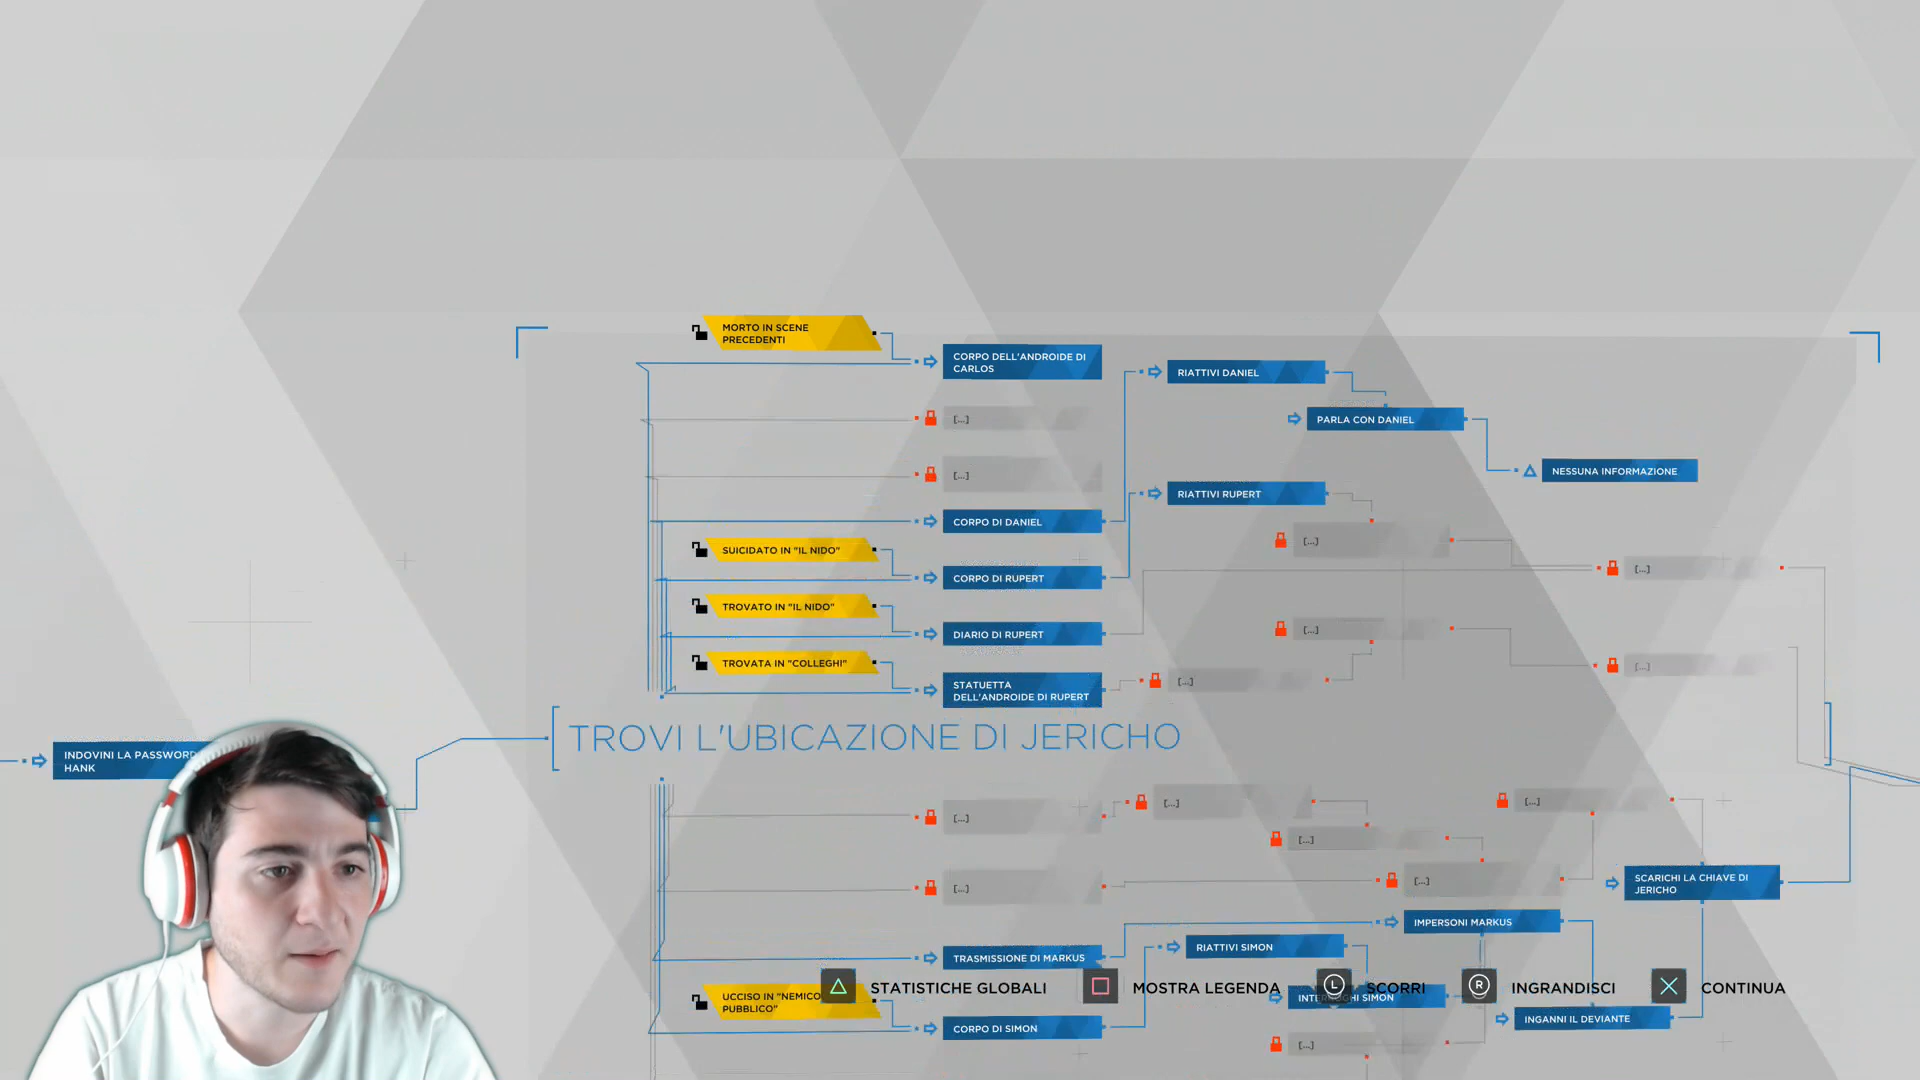 MORTO IN SCENE
PRECEDENTI
CORPO DELL'ANDROIDE DI
CARLOS
RIATTIVI DANIEL
[...]
PARLA CON DANIEL
[...]
NESSUNA INFORMAZIONE
RIATTIVI RUPERT
CORPO DI DANIEL
[...]
SUICIDATO IN "IL NIDO"
CORPO DI RUPERT
[...]
TROVATO IN "IL NIDO"
DIARIO DI RUPERT
[...]
TROVATA IN "COLLEGHI"
[...]
STATUETTA
DELL'ANDROIDE DI RUPERT
[...]
TROVI L'UBICAZIONE DI JERICHO
INDOVINI LA PASSWORD
HANK
[...]
[...]
[...]
[...]
[...]
[...]
SCARICHI LA CHIAVE DI
JERICHO
IMPERSONI MARKUS
RIATTIVI SIMON
TRASMISSIONE DI MARKUS
UCCISO IN "NEMICO
PUBBLICO"
STATISTICHE GLOBALI
MOSTRA LEGENDA
L
SCORRI
R
INGRANDISCI
CONTINUA
CORPO DI SIMON
INGANNI IL DEVIANTE
[...]